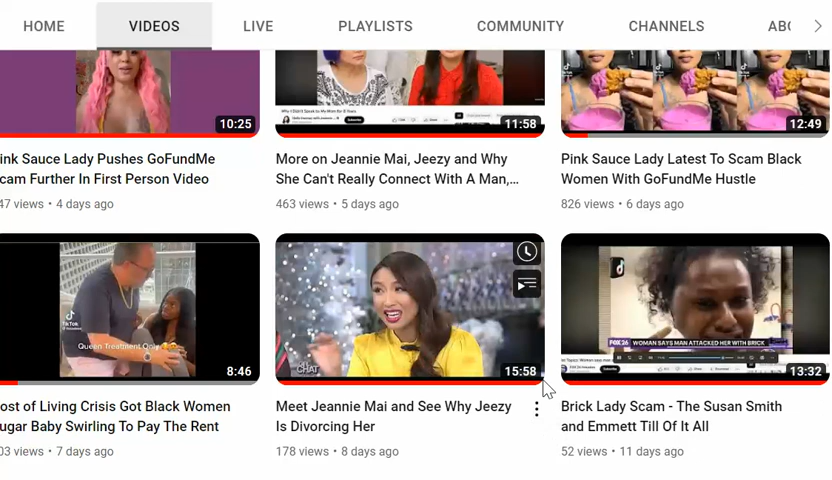 HOME VIDEOS LIVE PLAYLISTS COMMUNITY CHANNELS ABC
10:25
11:58
12:49
ink Sauce Lady Pushes GoFundMe
cam Further In First Person Video
47 views • 4 days ago
More on Jeannie Mai, Jeezy and Why
She Can't Really Connect With A Man,...
463 views • 5 days ago
Pink Sauce Lady Latest To Scam Black
Women With GoFundMe Hustle
826 views • 6 days ago
TikTok
Queen Treatment Only
8:46
CHAT
15:58
FOX 26 WOMAN SAYS MAN ATTACKED HER WITH BRICK
13:32
ost of Living Crisis Got Black Women
ugar Baby Swirling To Pay The Rent
03 views • 7 days ago
Meet Jeannie Mai and See Why Jeezy
Is Divorcing Her
178 views • 8 days ago
Brick Lady Scam - The Susan Smith
and Emmett Till Of It All
52 views • 11 days ago